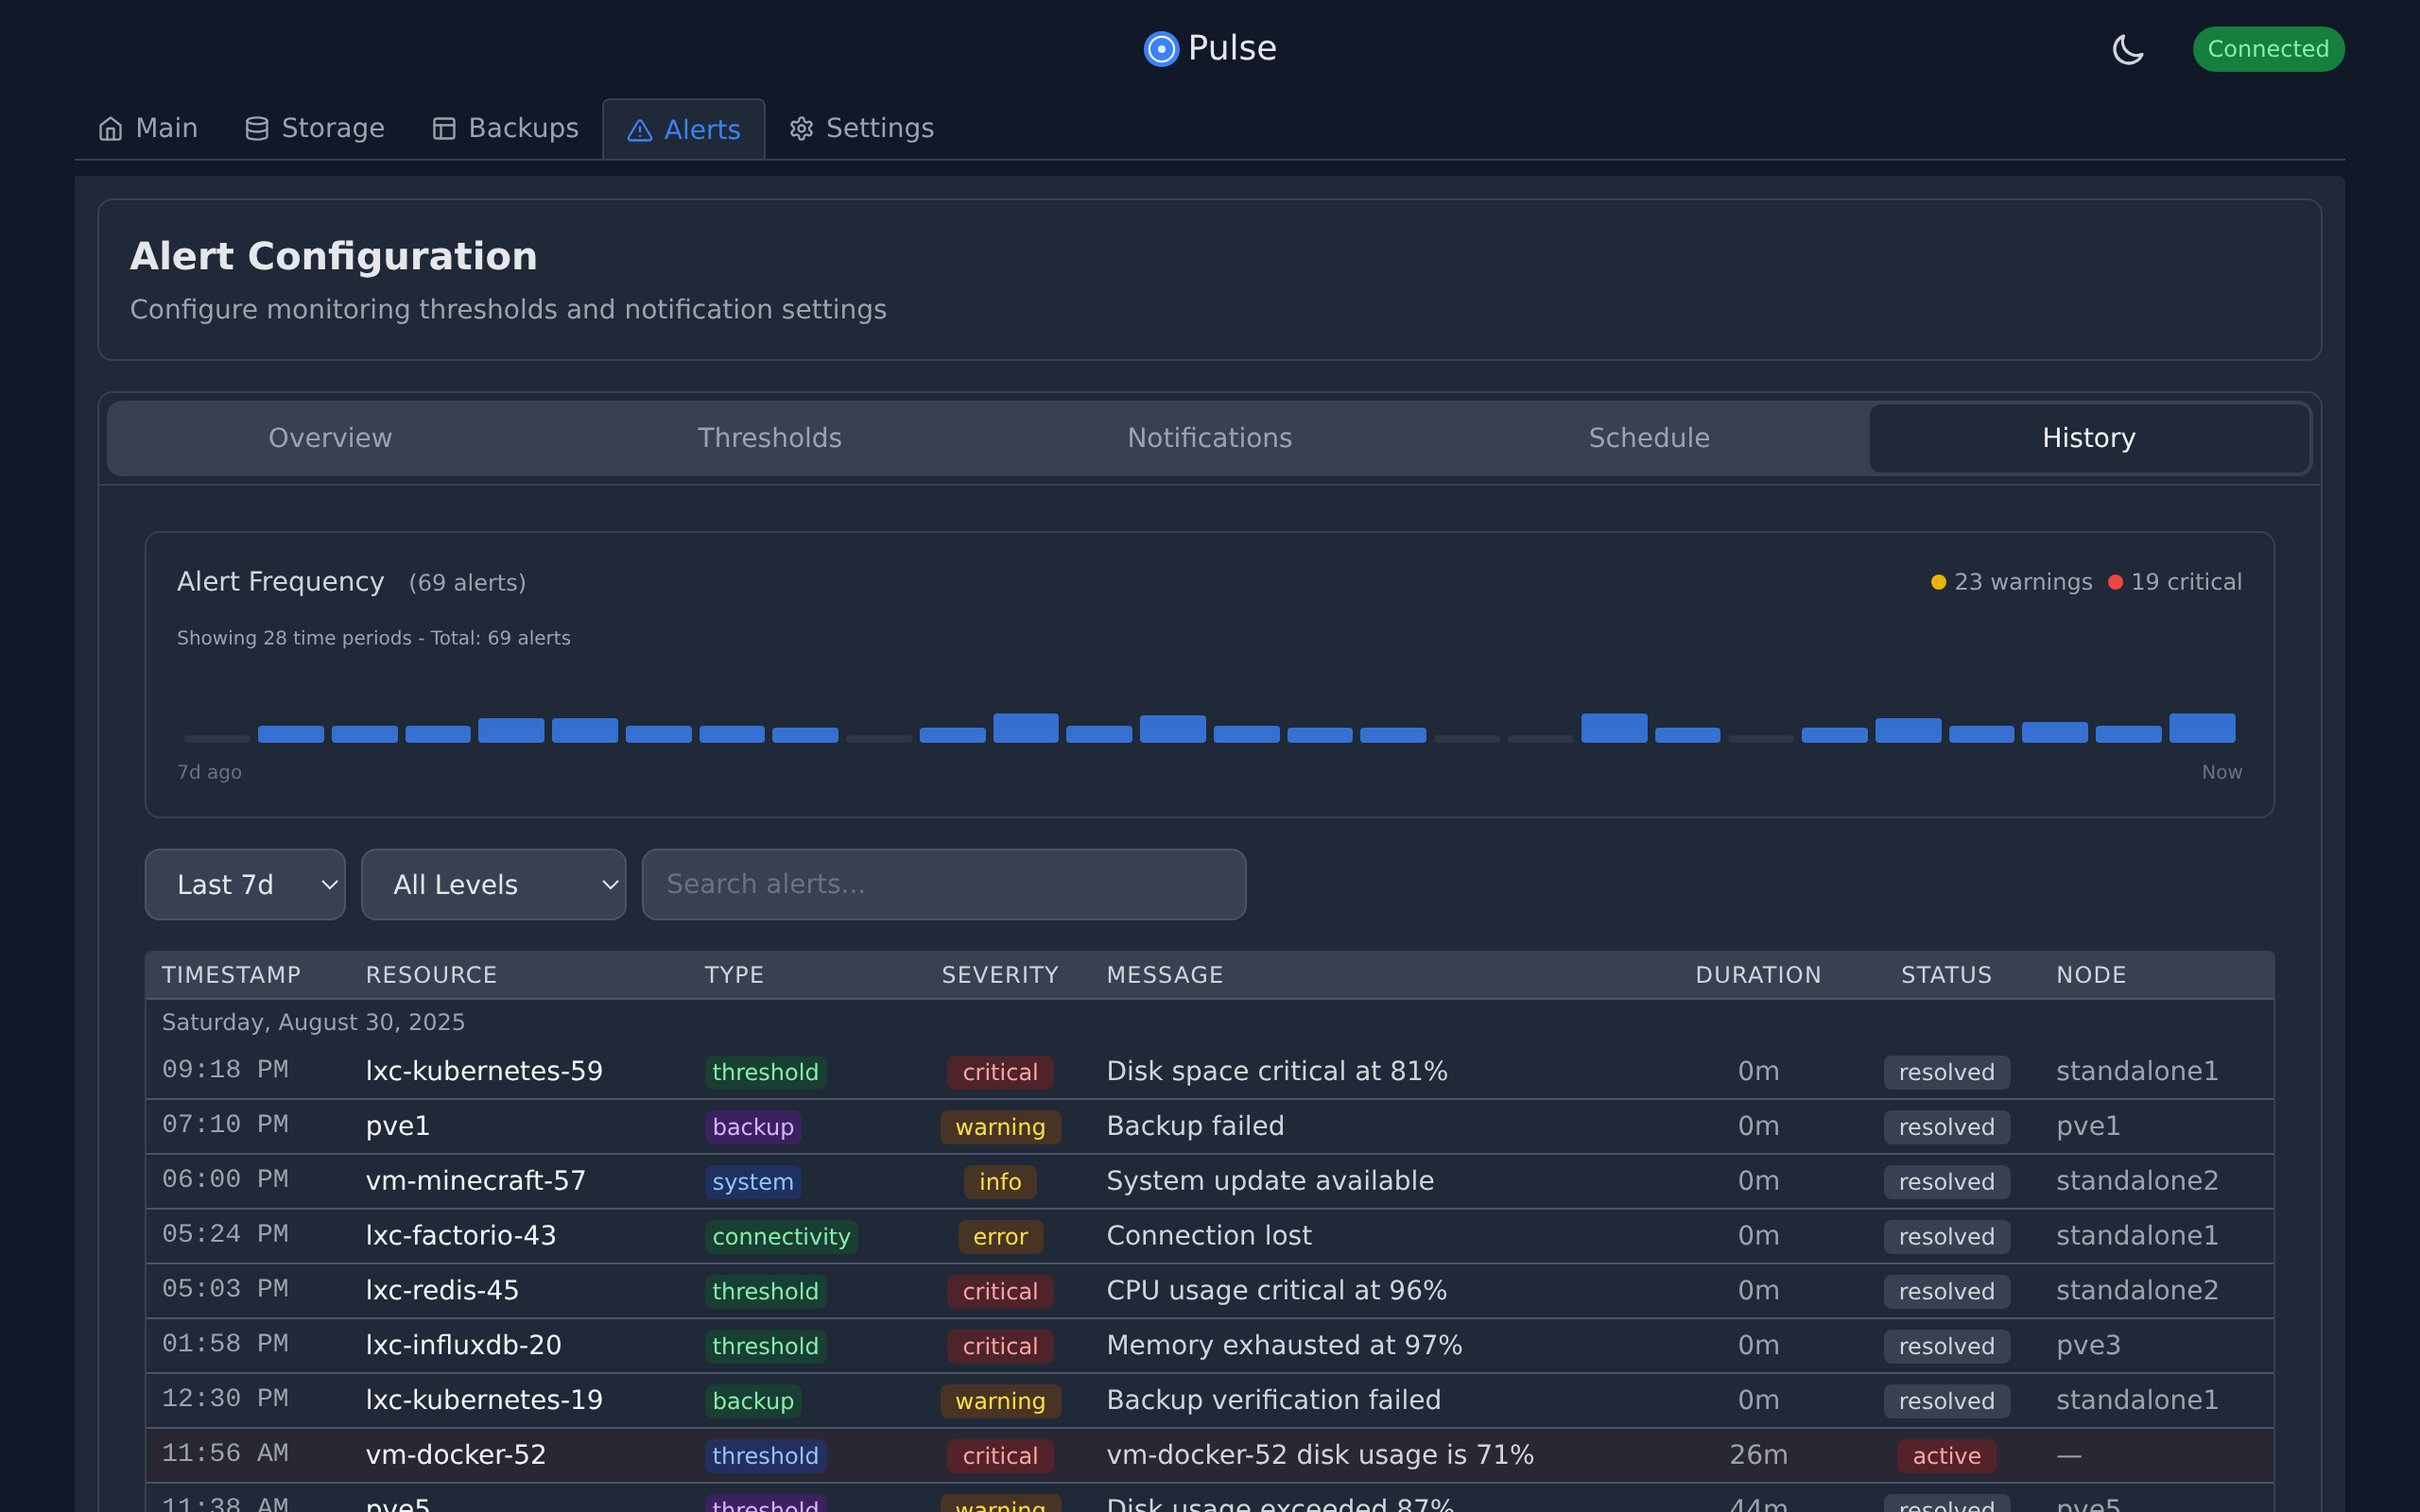 Pulse
Connected
Main Storage Backups Alerts Settings
Alert Configuration
Configure monitoring thresholds and notification settings
Overview Thresholds Notifications Schedule History
Alert Frequency (69 alerts) 23 warnings 19 critical
Showing 28 time periods - Total: 69 alerts
7d ago Now
Last 7d All Levels Search alerts...
TIMESTAMP RESOURCE TYPE SEVERITY MESSAGE DURATION STATUS NODE
Saturday, August 30, 2025
09:18 PM lxc-kubernetes-59 threshold critical Disk space critical at 81% 0m resolved standalone1
07:10 PM pve1 backup warning Backup failed 0m resolved pve1
06:00 PM vm-minecraft-57 system info System update available 0m resolved standalone2
05:24 PM lxc-factorio-43 connectivity error Connection lost 0m resolved standalone1
05:03 PM lxc-redis-45 threshold critical CPU usage critical at 96% 0m resolved standalone2
01:58 PM lxc-influxdb-20 threshold critical Memory exhausted at 97% 0m resolved pve3
12:30 PM lxc-kubernetes-19 backup warning Backup verification failed 0m resolved standalone1
11:56 AM vm-docker-52 threshold critical vm-docker-52 disk usage is 71% 26m active —
11:38 AM pve5 threshold warning Disk usage exceeded 87% 44m resolved pve5